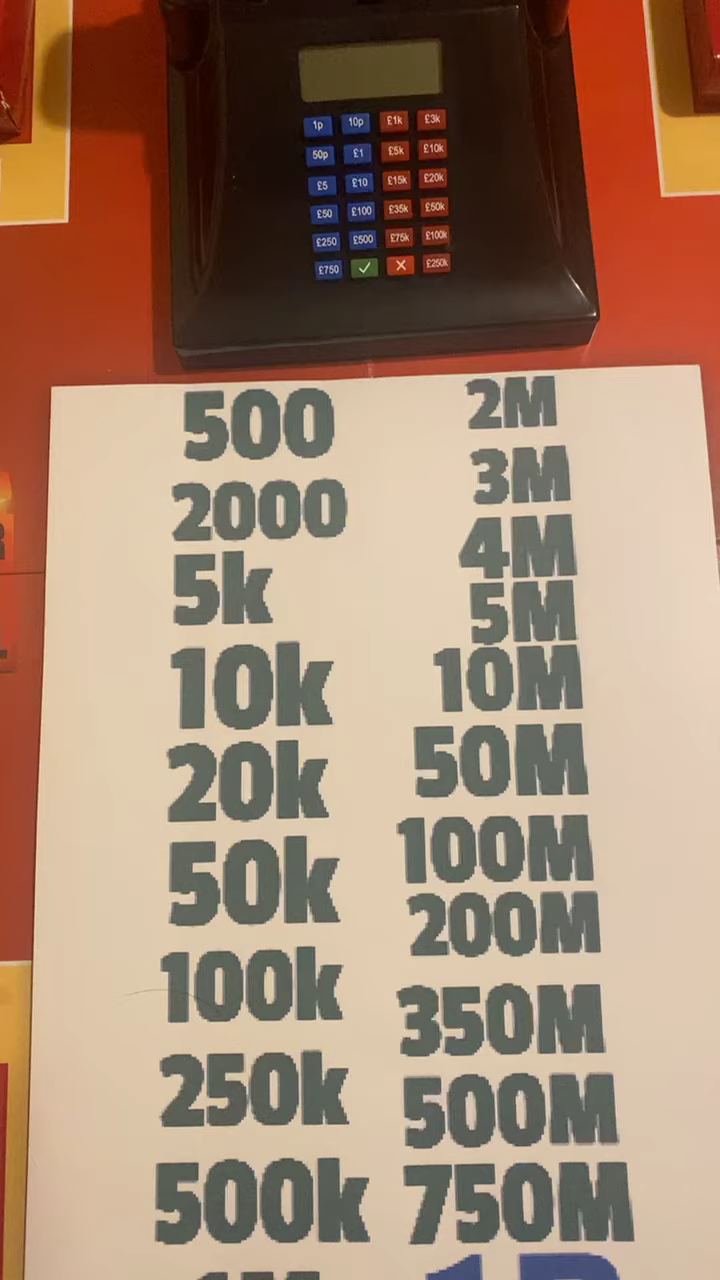 1p 10p £1k £3k
50p £1 £5k £10k
£5 £10 £15k £20k
£50 £100 £35k £50k
£250 £500 £75k £100k
£750 £250k
500 2M
2000 3M
5k 4M
5M
10k 10M
20k 50M
50k 100M
200M
100k 350M
250k 500M
500k 750M